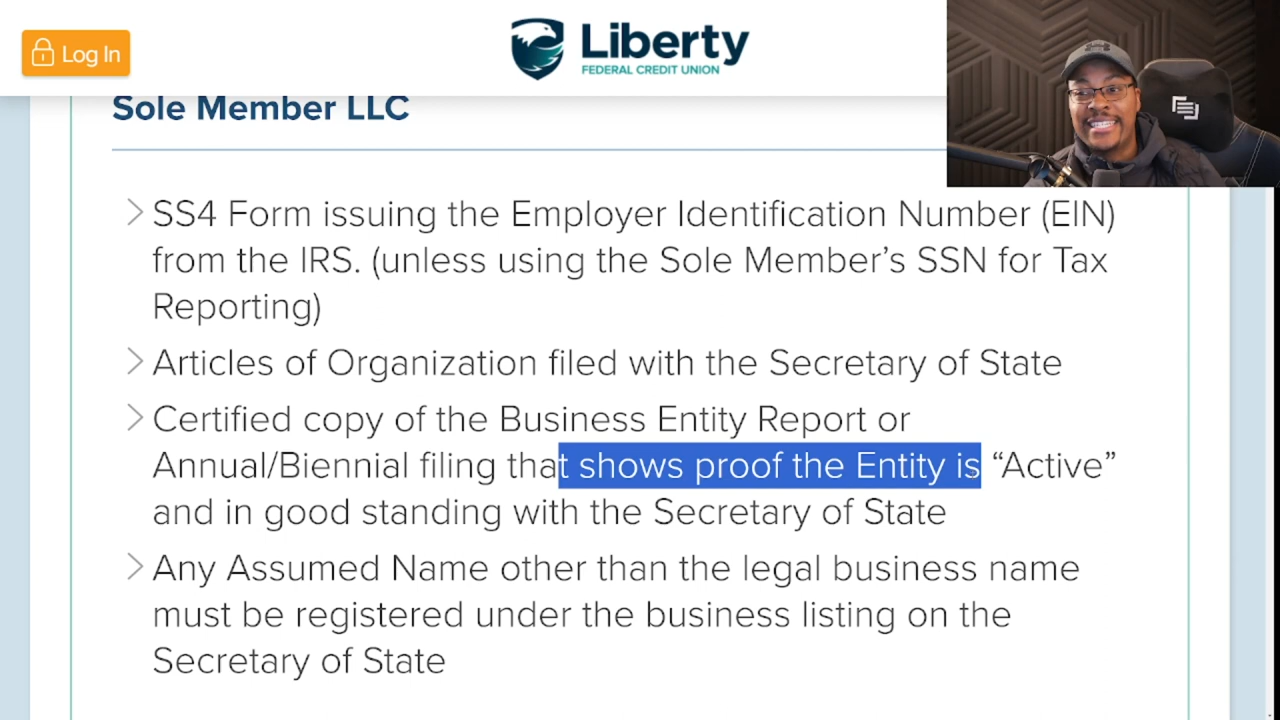 Log In
Liberty
FEDERAL CREDIT UNION
Sole Member LLC
SS4 Form issuing the Employer Identification Number (EIN)
from the IRS. (unless using the Sole Member’s SSN for Tax
Reporting)
Articles of Organization filed with the Secretary of State
Certified copy of the Business Entity Report or
Annual/Biennial filing that shows proof the Entity is “Active”
and in good standing with the Secretary of State
Any Assumed Name other than the legal business name
must be registered under the business listing on the
Secretary of State